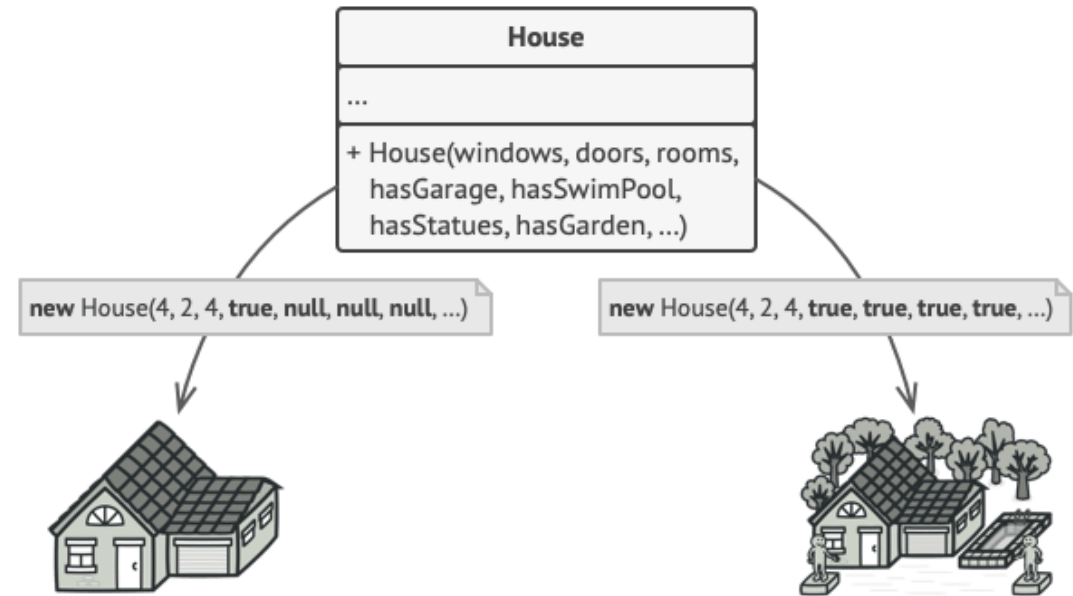 House
...
+ House(windows, doors, rooms,
hasGarage, hasSwimPool,
hasStatues, hasGarden, ...)
new House(4, 2, 4, true, null, null, null, ...)
new House(4, 2, 4, true, true, true, true, ...)